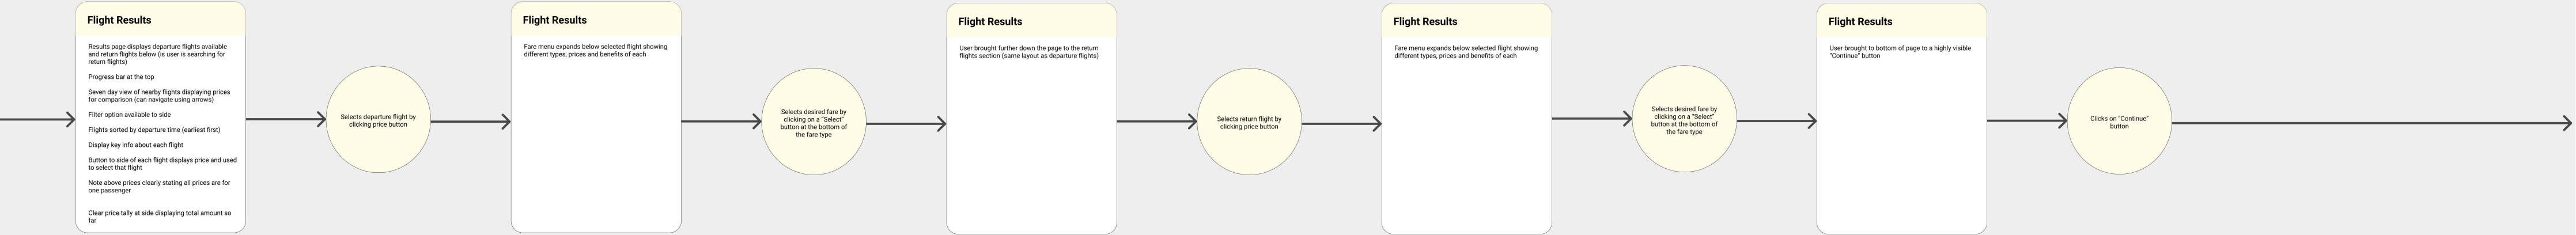 Flight Results
Results page displays departure flights available
and return flights below (is user is searching for
return flights)
Progress bar at the top
Seven day view of nearby flights displaying prices
for comparison (can navigate using arrows)
Filter option available to side
Flights sorted by departure time (earliest first)
Display key info about each flight
Button to side of each flight displays price and used
to select that flight
Note above prices clearly stating all prices are for
one passenger
Clear price tally at side displaying total amount so
far
Selects departure flight by
clicking price button
Flight Results
Fare menu expands below selected flight showing
different types, prices and benefits of each
Selects desired fare by
clicking on a "Select"
button at the bottom of
the fare type
Flight Results
User brought further down the page to the return
flights section (same layout as departure flights)
Selects return flight by
clicking price button
Flight Results
Fare menu expands below selected flight showing
different types, prices and benefits of each
Selects desired fare by
clicking on a "Select"
button at the bottom of
the fare type
Flight Results
User brought to bottom of page to a highly visible
"Continue" button
Clicks on "Continue"
button